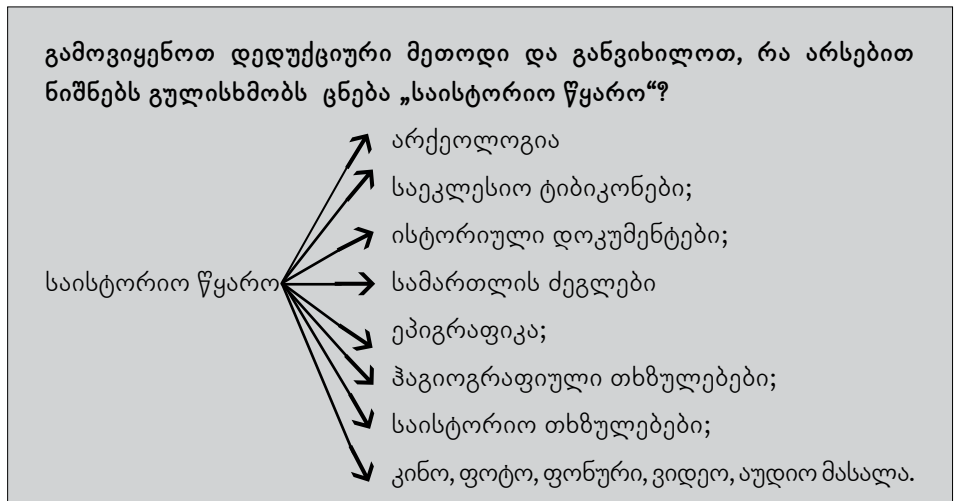 გამოვიყენოთ დედუქციური მეთოდი და განვიხილოთ, რა არსებით
ნიშნებს გულისხმობს ცნება „საისტორიო წყარო“?
არქეოლოგია
საეკლესიო ტიბიკონები;
ისტორიული დოკუმენტები;
საისტორიო წყარო
სამართლის ძეგლები
ეპიგრაფიკა;
ჰაგიოგრაფიული თხზულებები;
საისტორიო თხზულებები;
კინო, ფოტო, ფონური, ვიდეო, აუდიო მასალა.